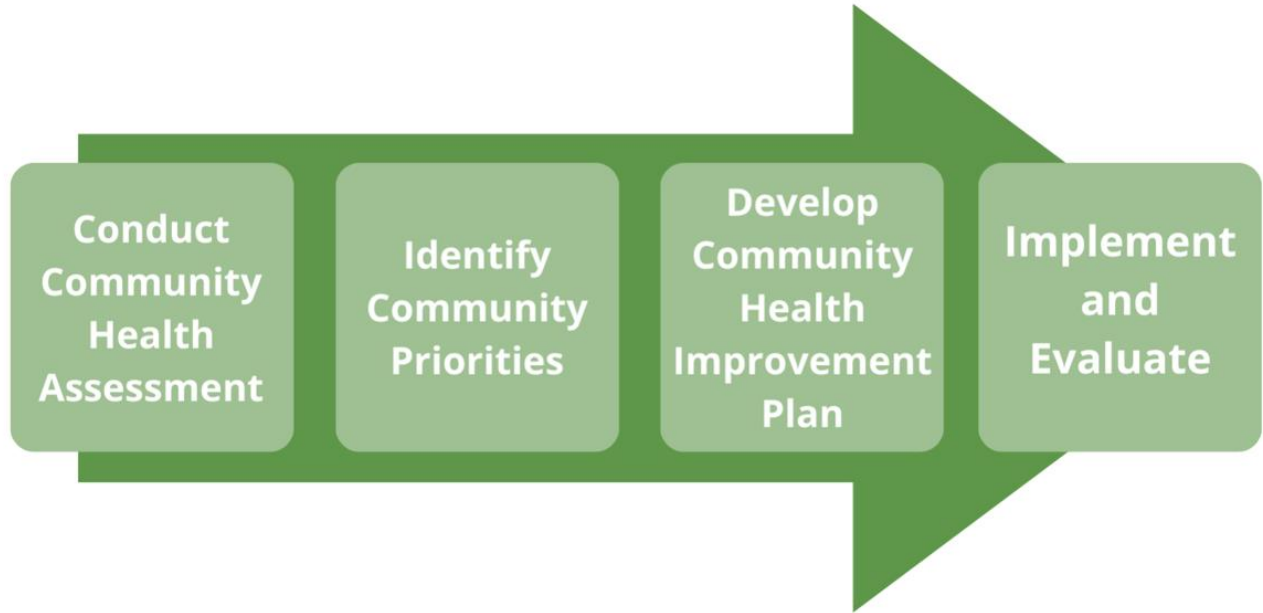 Conduct
Community
Health
Assessment
Identify
Community
Priorities
Develop
Community
Health
Improvement
Plan
Implement
and
Evaluate